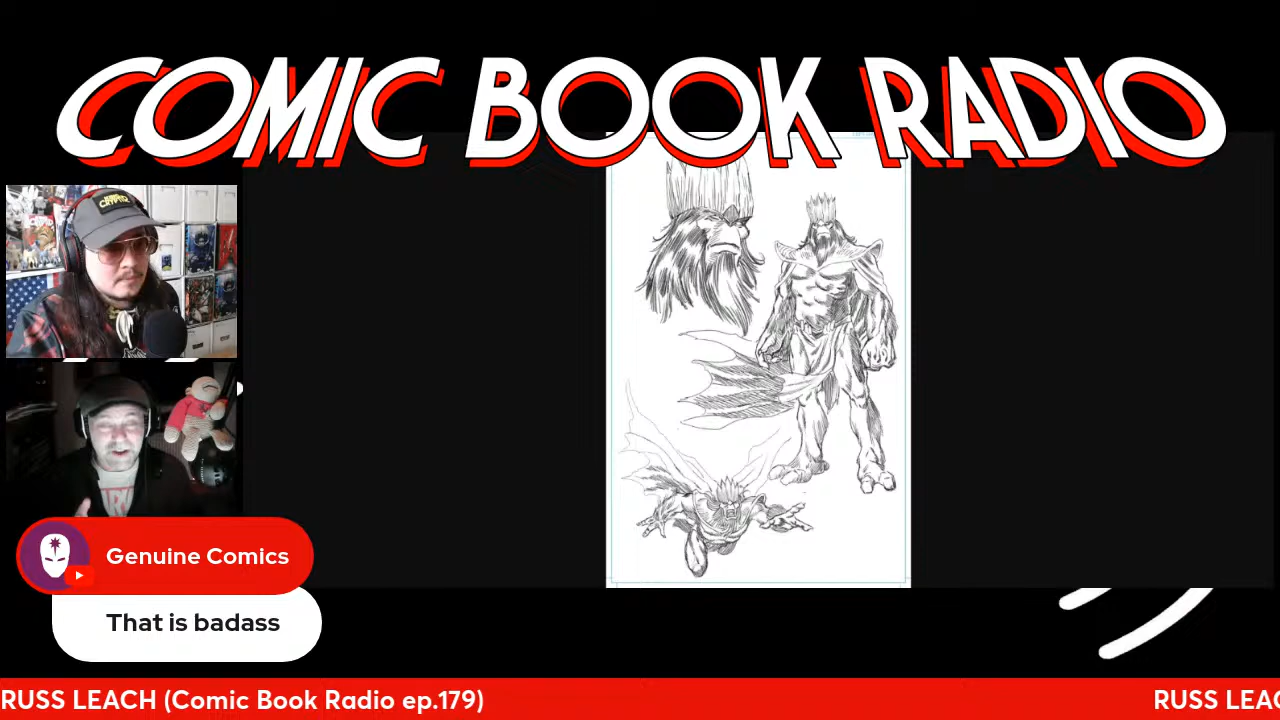 COMIC BOOK RADIO
Genuine Comics
That is badass
RUSS LEACH (Comic Book Radio ep.179)
RUSS LEAC